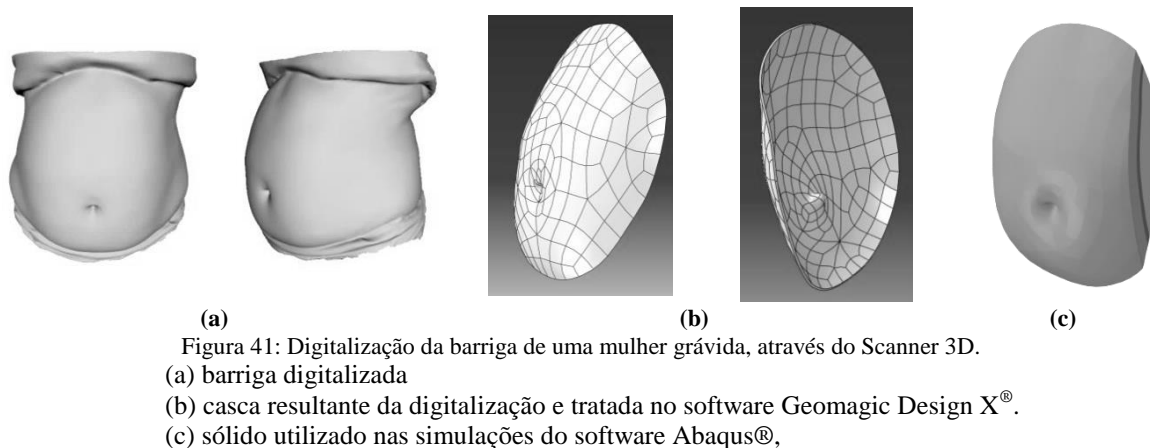 (a) (b) (c)
Figura 41: Digitalização da barriga de uma mulher grávida, através do Scanner 3D.
(a) barriga digitalizada
(b) casca resultante da digitalização e tratada no software Geomagic Design X®.
(c) sólido utilizado nas simulações do software Abaqus®,